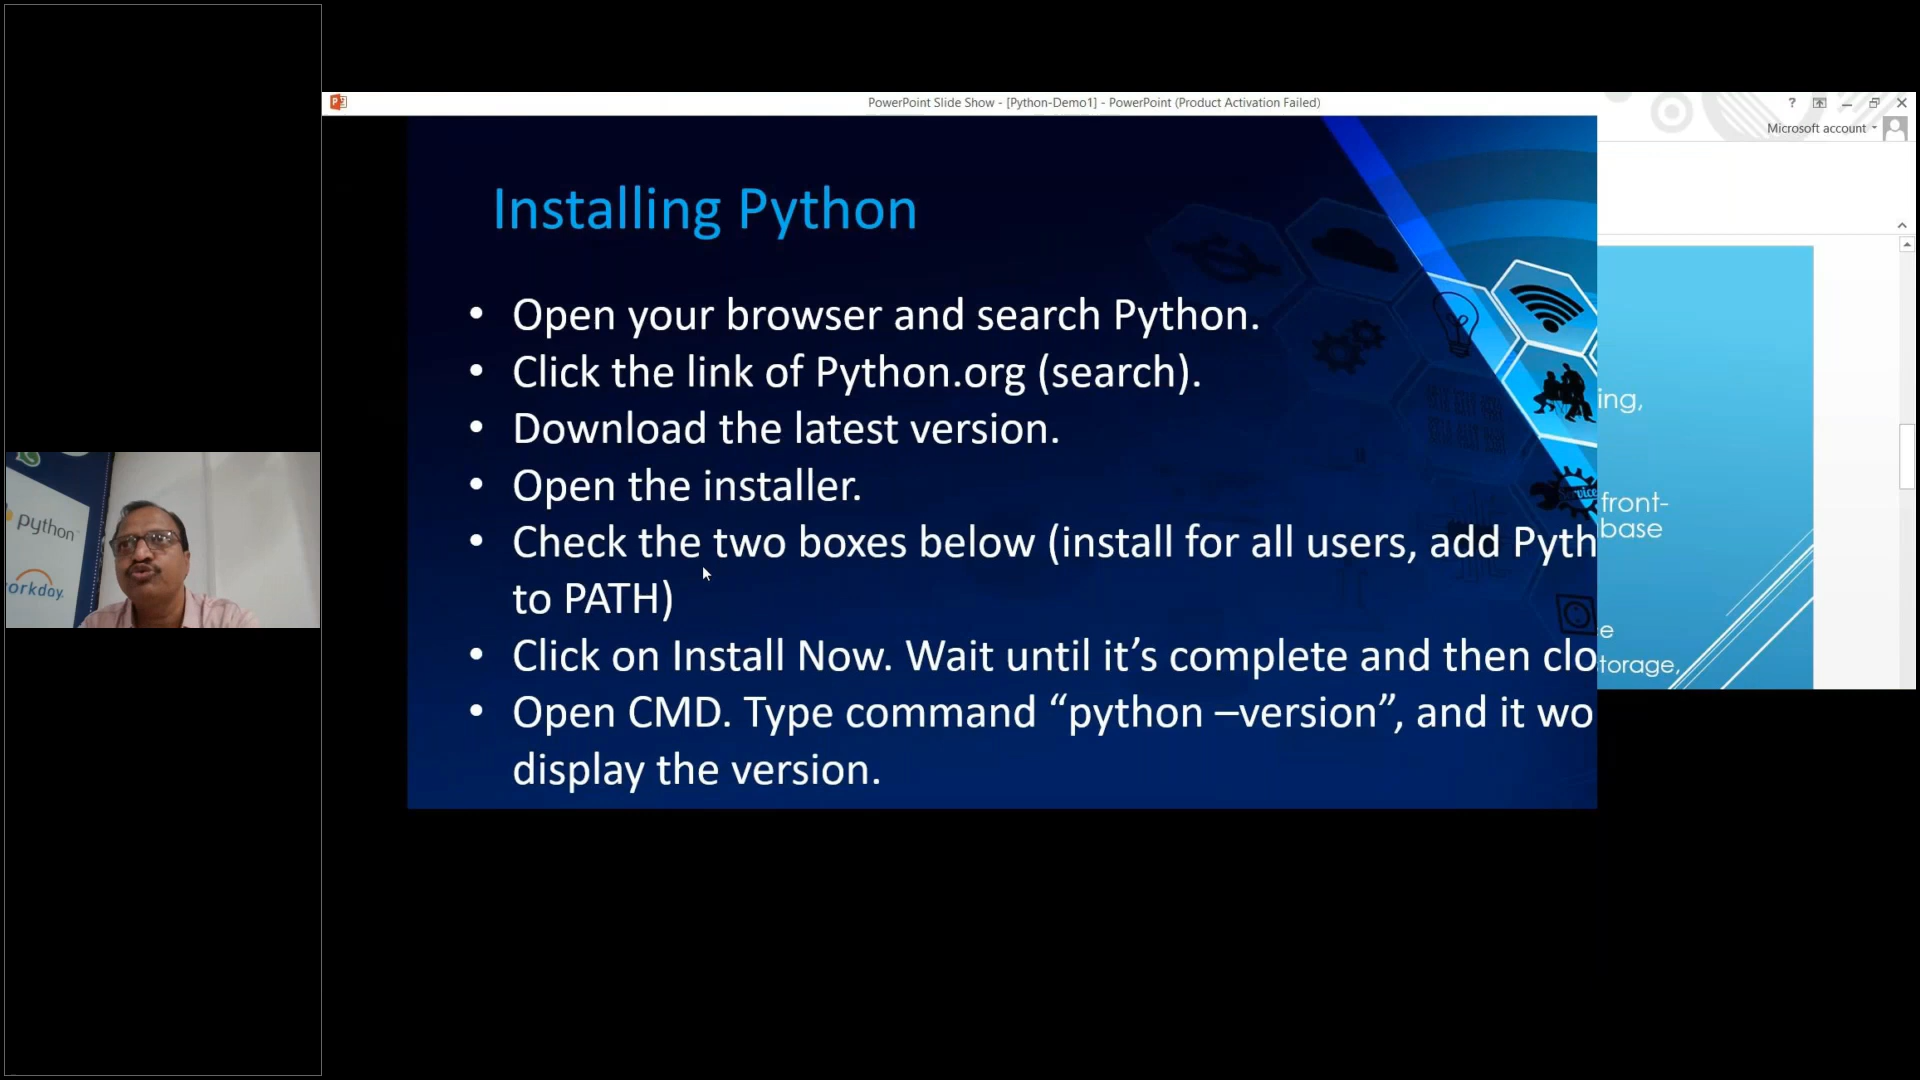 PowerPoint Slide Show - [Python-Demo1] - PowerPoint (Product Activation Failed)
?
Microsoft account
Installing Python
• Open your browser and search Python.
• Click the link of Python.org (search).
• Download the latest version.
• Open the installer.
• Check the two boxes below (install for all users, add Pyth
to PATH)
• Click on Install Now. Wait until it’s complete and then clo
• Open CMD. Type command “python –version”, and it wo
display the version.
ing,
front-
base
e
torage,
Service
python
orkday.